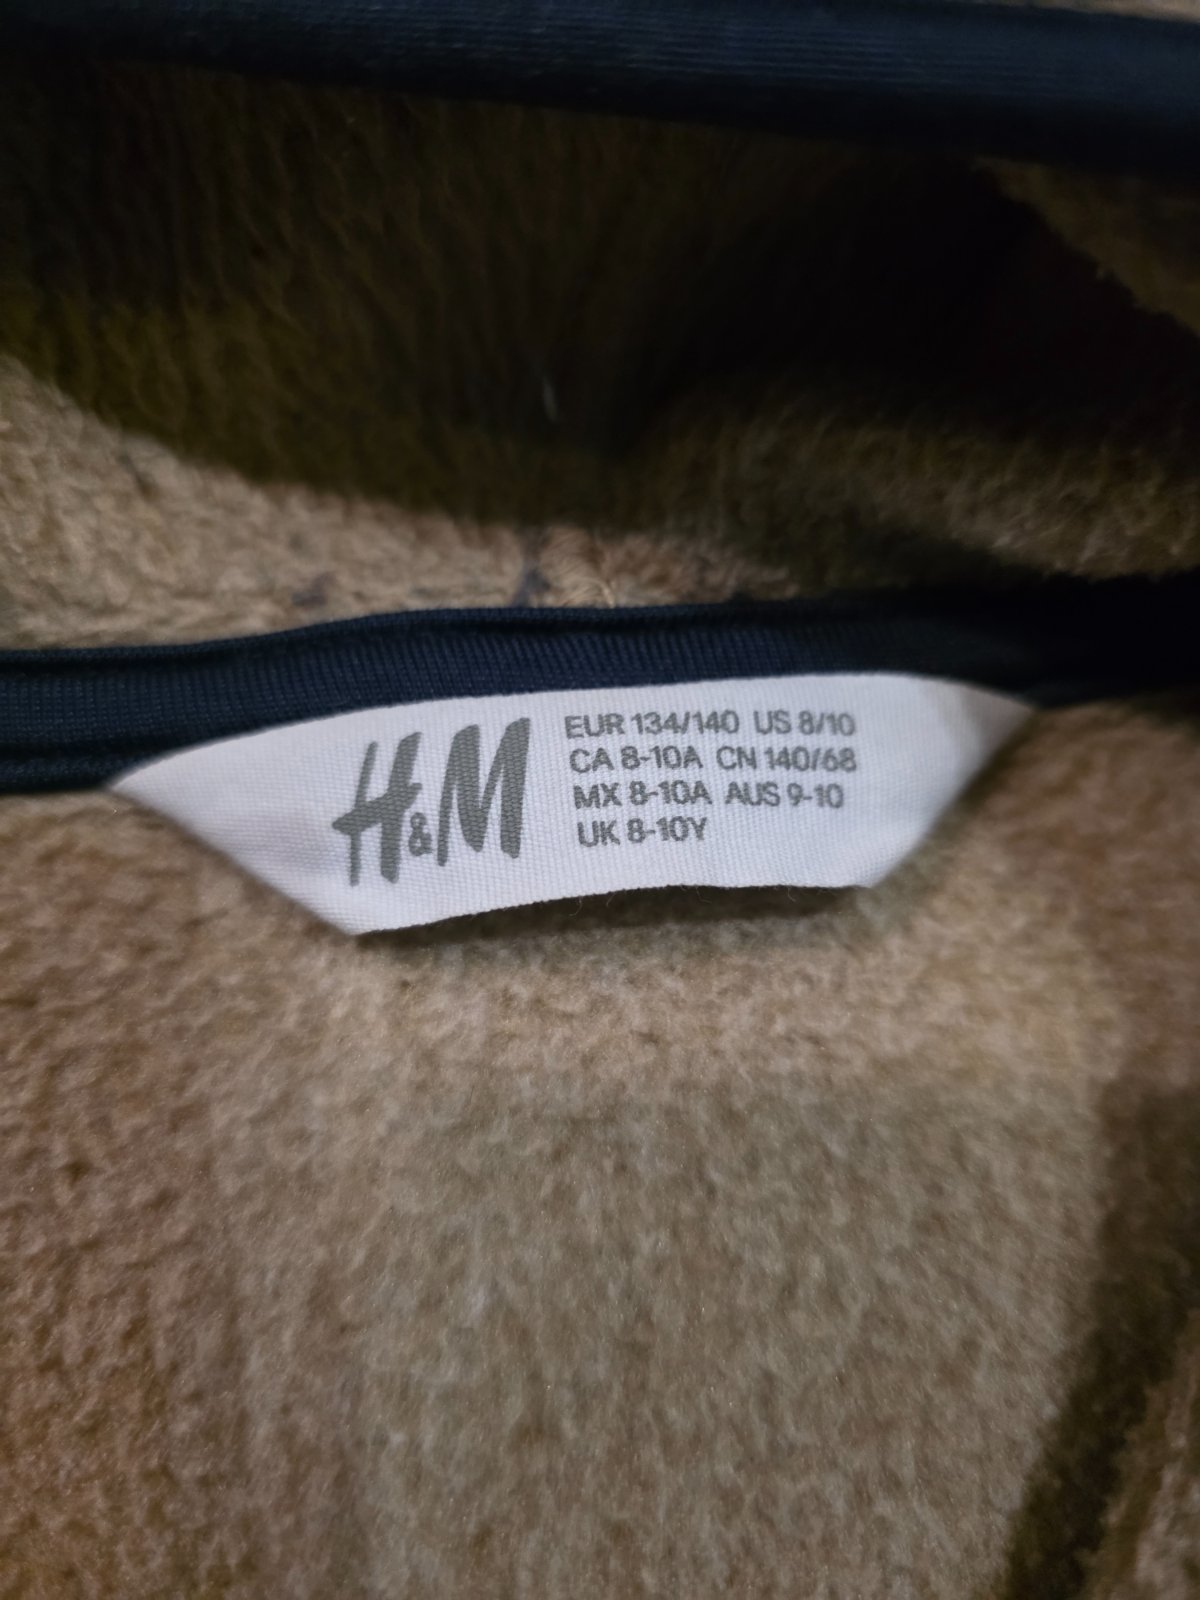 H&M
EUR 134/140 US 8/10
CA 8-10A CN 140/68
MX 8-10A AUS 9-10
UK 8-10Y